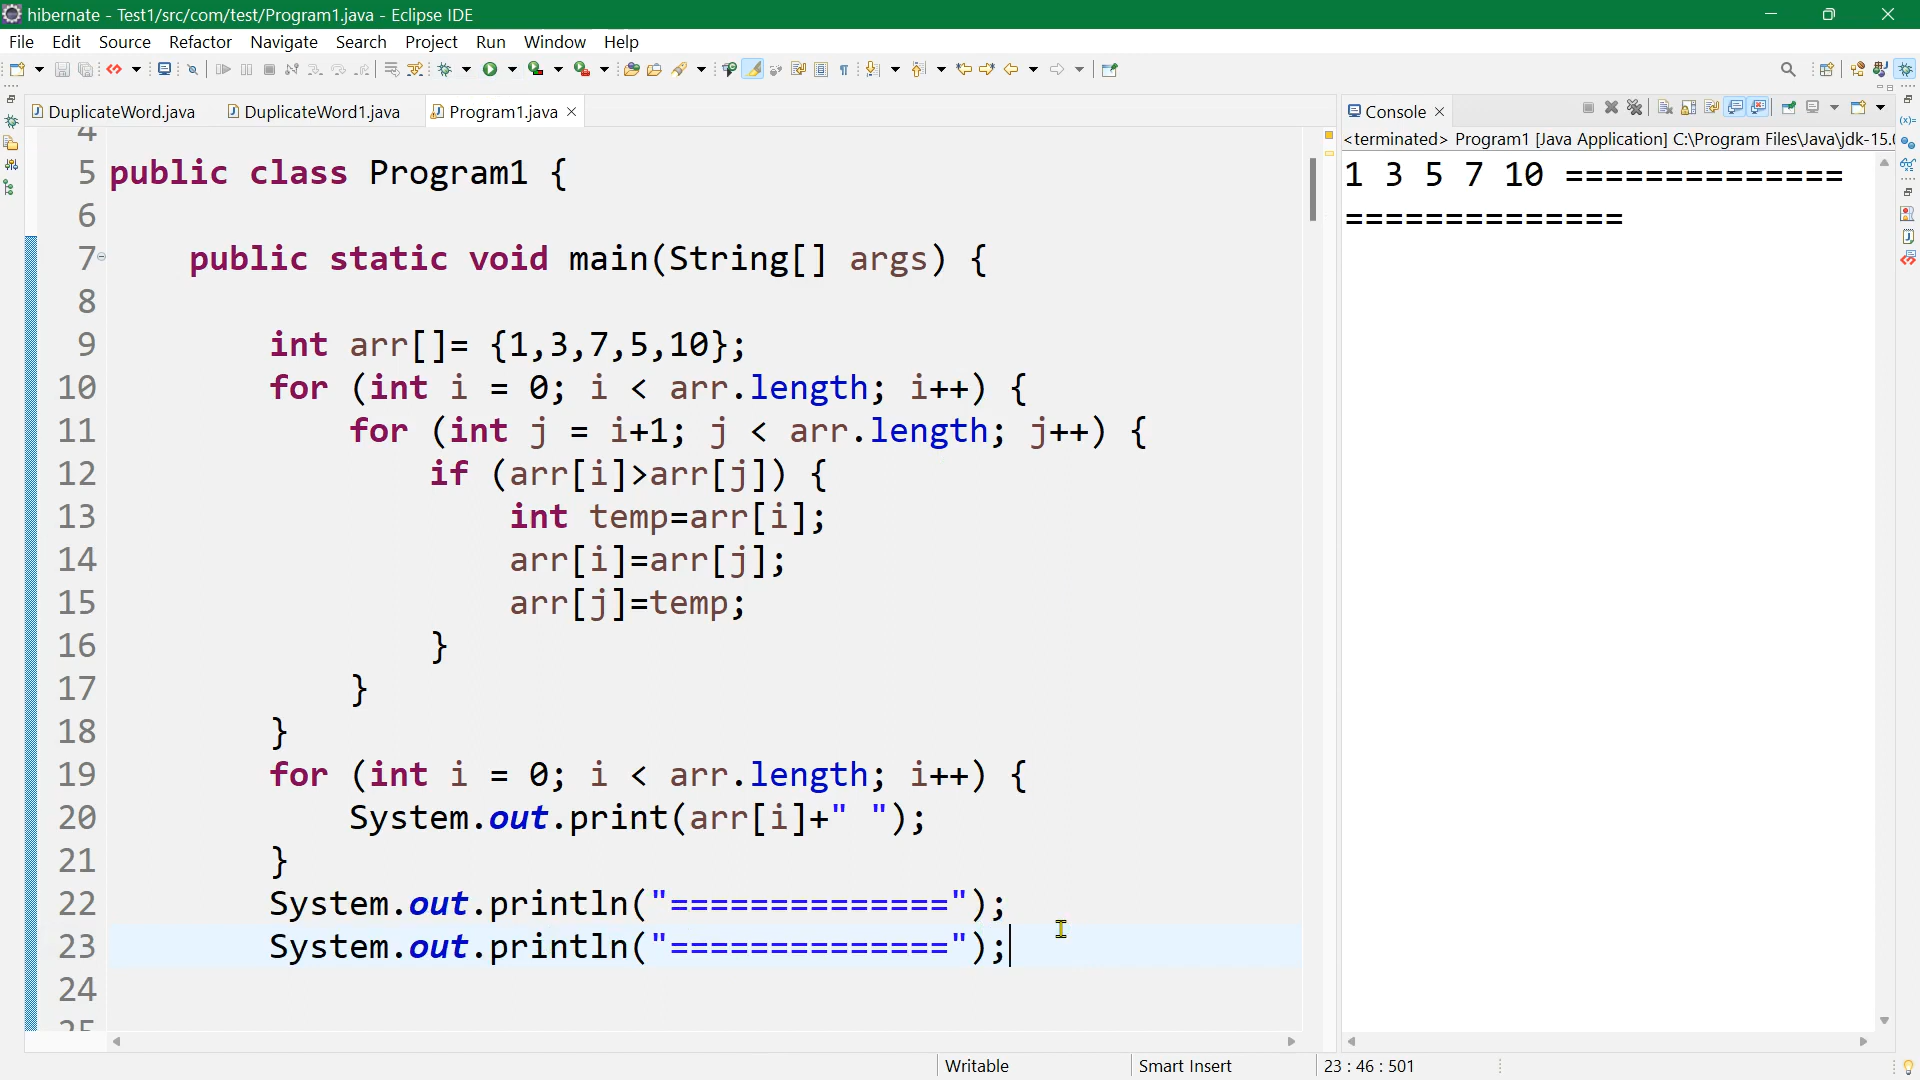 hibernate - Test1/src/com/test/Program1.java - Eclipse IDE
File Edit Source Refactor Navigate Search Project Run Window Help
DuplicateWord.java DuplicateWord1.java Program1.java
4
5 public class Program1 {
6
7 public static void main(String[] args) {
8
9 int arr[]= {1,3,7,5,10};
10 for (int i = 0; i < arr.length; i++) {
11 for (int j = i+1; j < arr.length; j++) {
12 if (arr[i]>arr[j]) {
13 int temp=arr[i];
14 arr[i]=arr[j];
15 arr[j]=temp;
16 }
17 }
18 }
19 for (int i = 0; i < arr.length; i++) {
20 System.out.print(arr[i]+" ");
21 }
22 System.out.println("==============");
23 System.out.println("==============");
24
25
Console
<terminated> Program1 [Java Application] C:\Program Files\Java\jdk-15.
1 3 5 7 10 ==============
==============
Writable Smart Insert 23 : 46 : 501